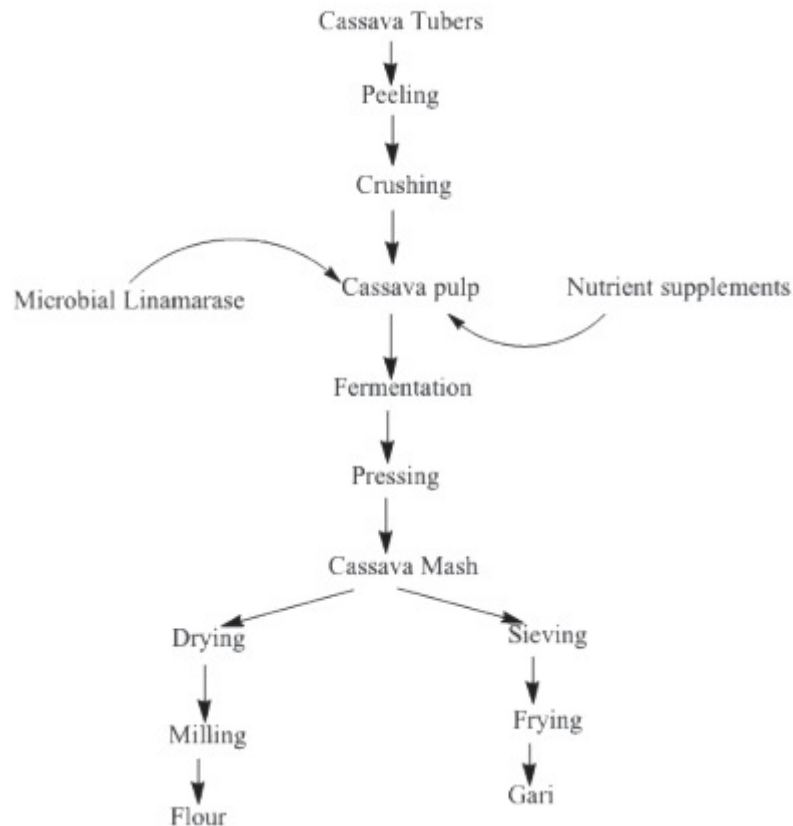 Cassava Tubers
Peeling
Crushing
Microbial Linamarase
Cassava pulp
Nutrient supplements
Fermentation
Pressing
Cassava Mash
Drying
Sieving
Milling
Frying
Flour
Gari